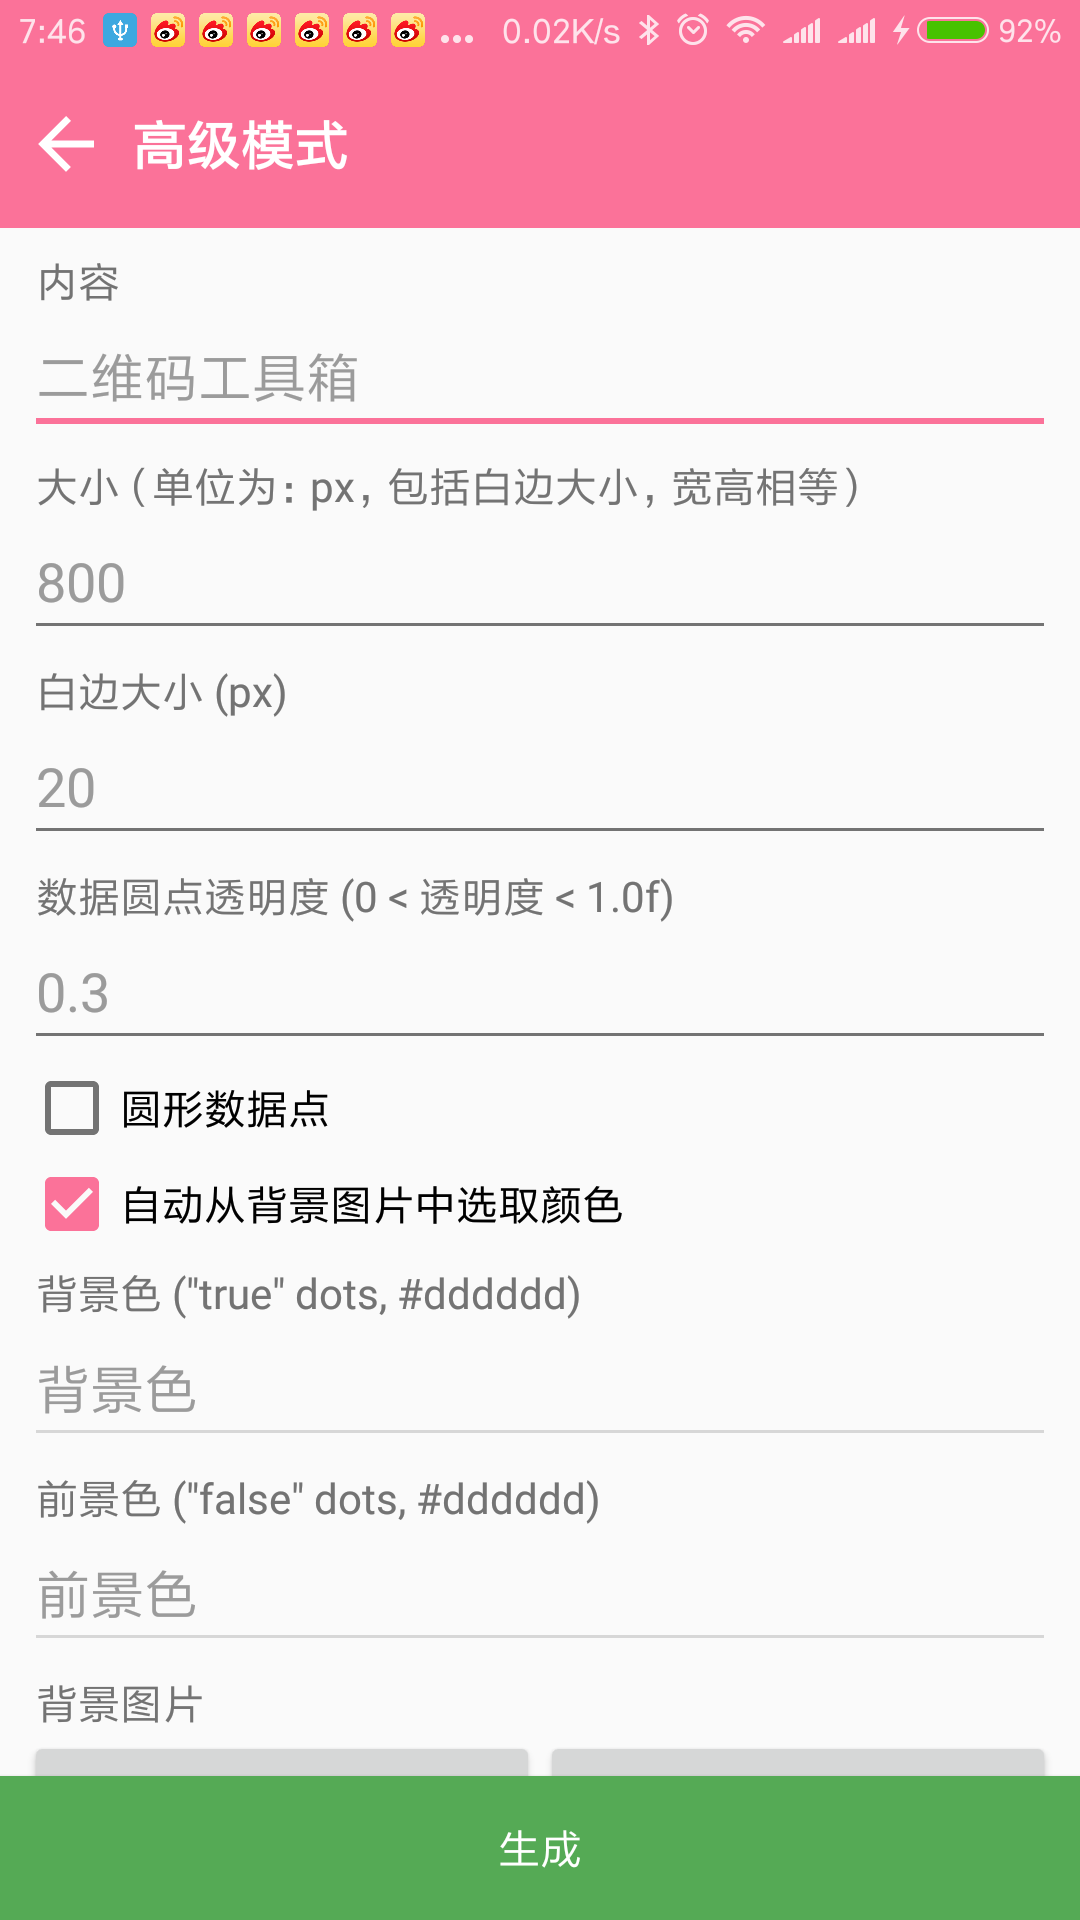 7:46 ... 0.02K/s 92%
高级模式
内容
二维码工具箱
大小（单位为：px，包括白边大小，宽高相等）
800
白边大小 (px)
20
数据圆点透明度 (0 < 透明度 < 1.0f)
0.3
圆形数据点
自动从背景图片中选取颜色
背景色 ("true" dots, #dddddd)
背景色
前景色 ("false" dots, #dddddd)
前景色
背景图片
生成